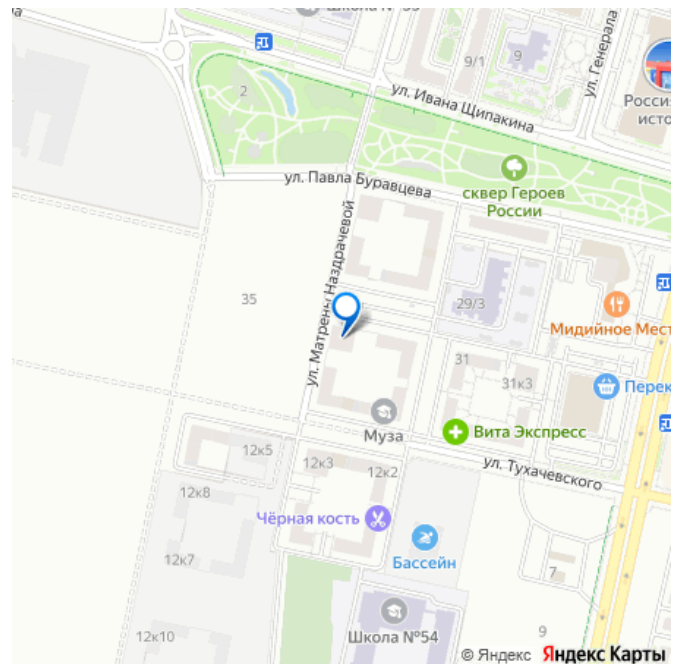 Школа № 55
ул. Генерала
9/1
9
2
ул. Ивана Щипакина
Россия
исто
ул. Павла Буравцева
сквер Героев
России
ул. Матрены Наздрачевой
35
29/3
Мидийное Мест
31
31к3
Перек
Муза
Вита Экспресс
ул. Тухачевского
12к5
12к3
12к2
12к8
Чёрная кость
Бассейн
12к7
7
12к10
Школа №54
9
© Яндекс Яндекс Карты